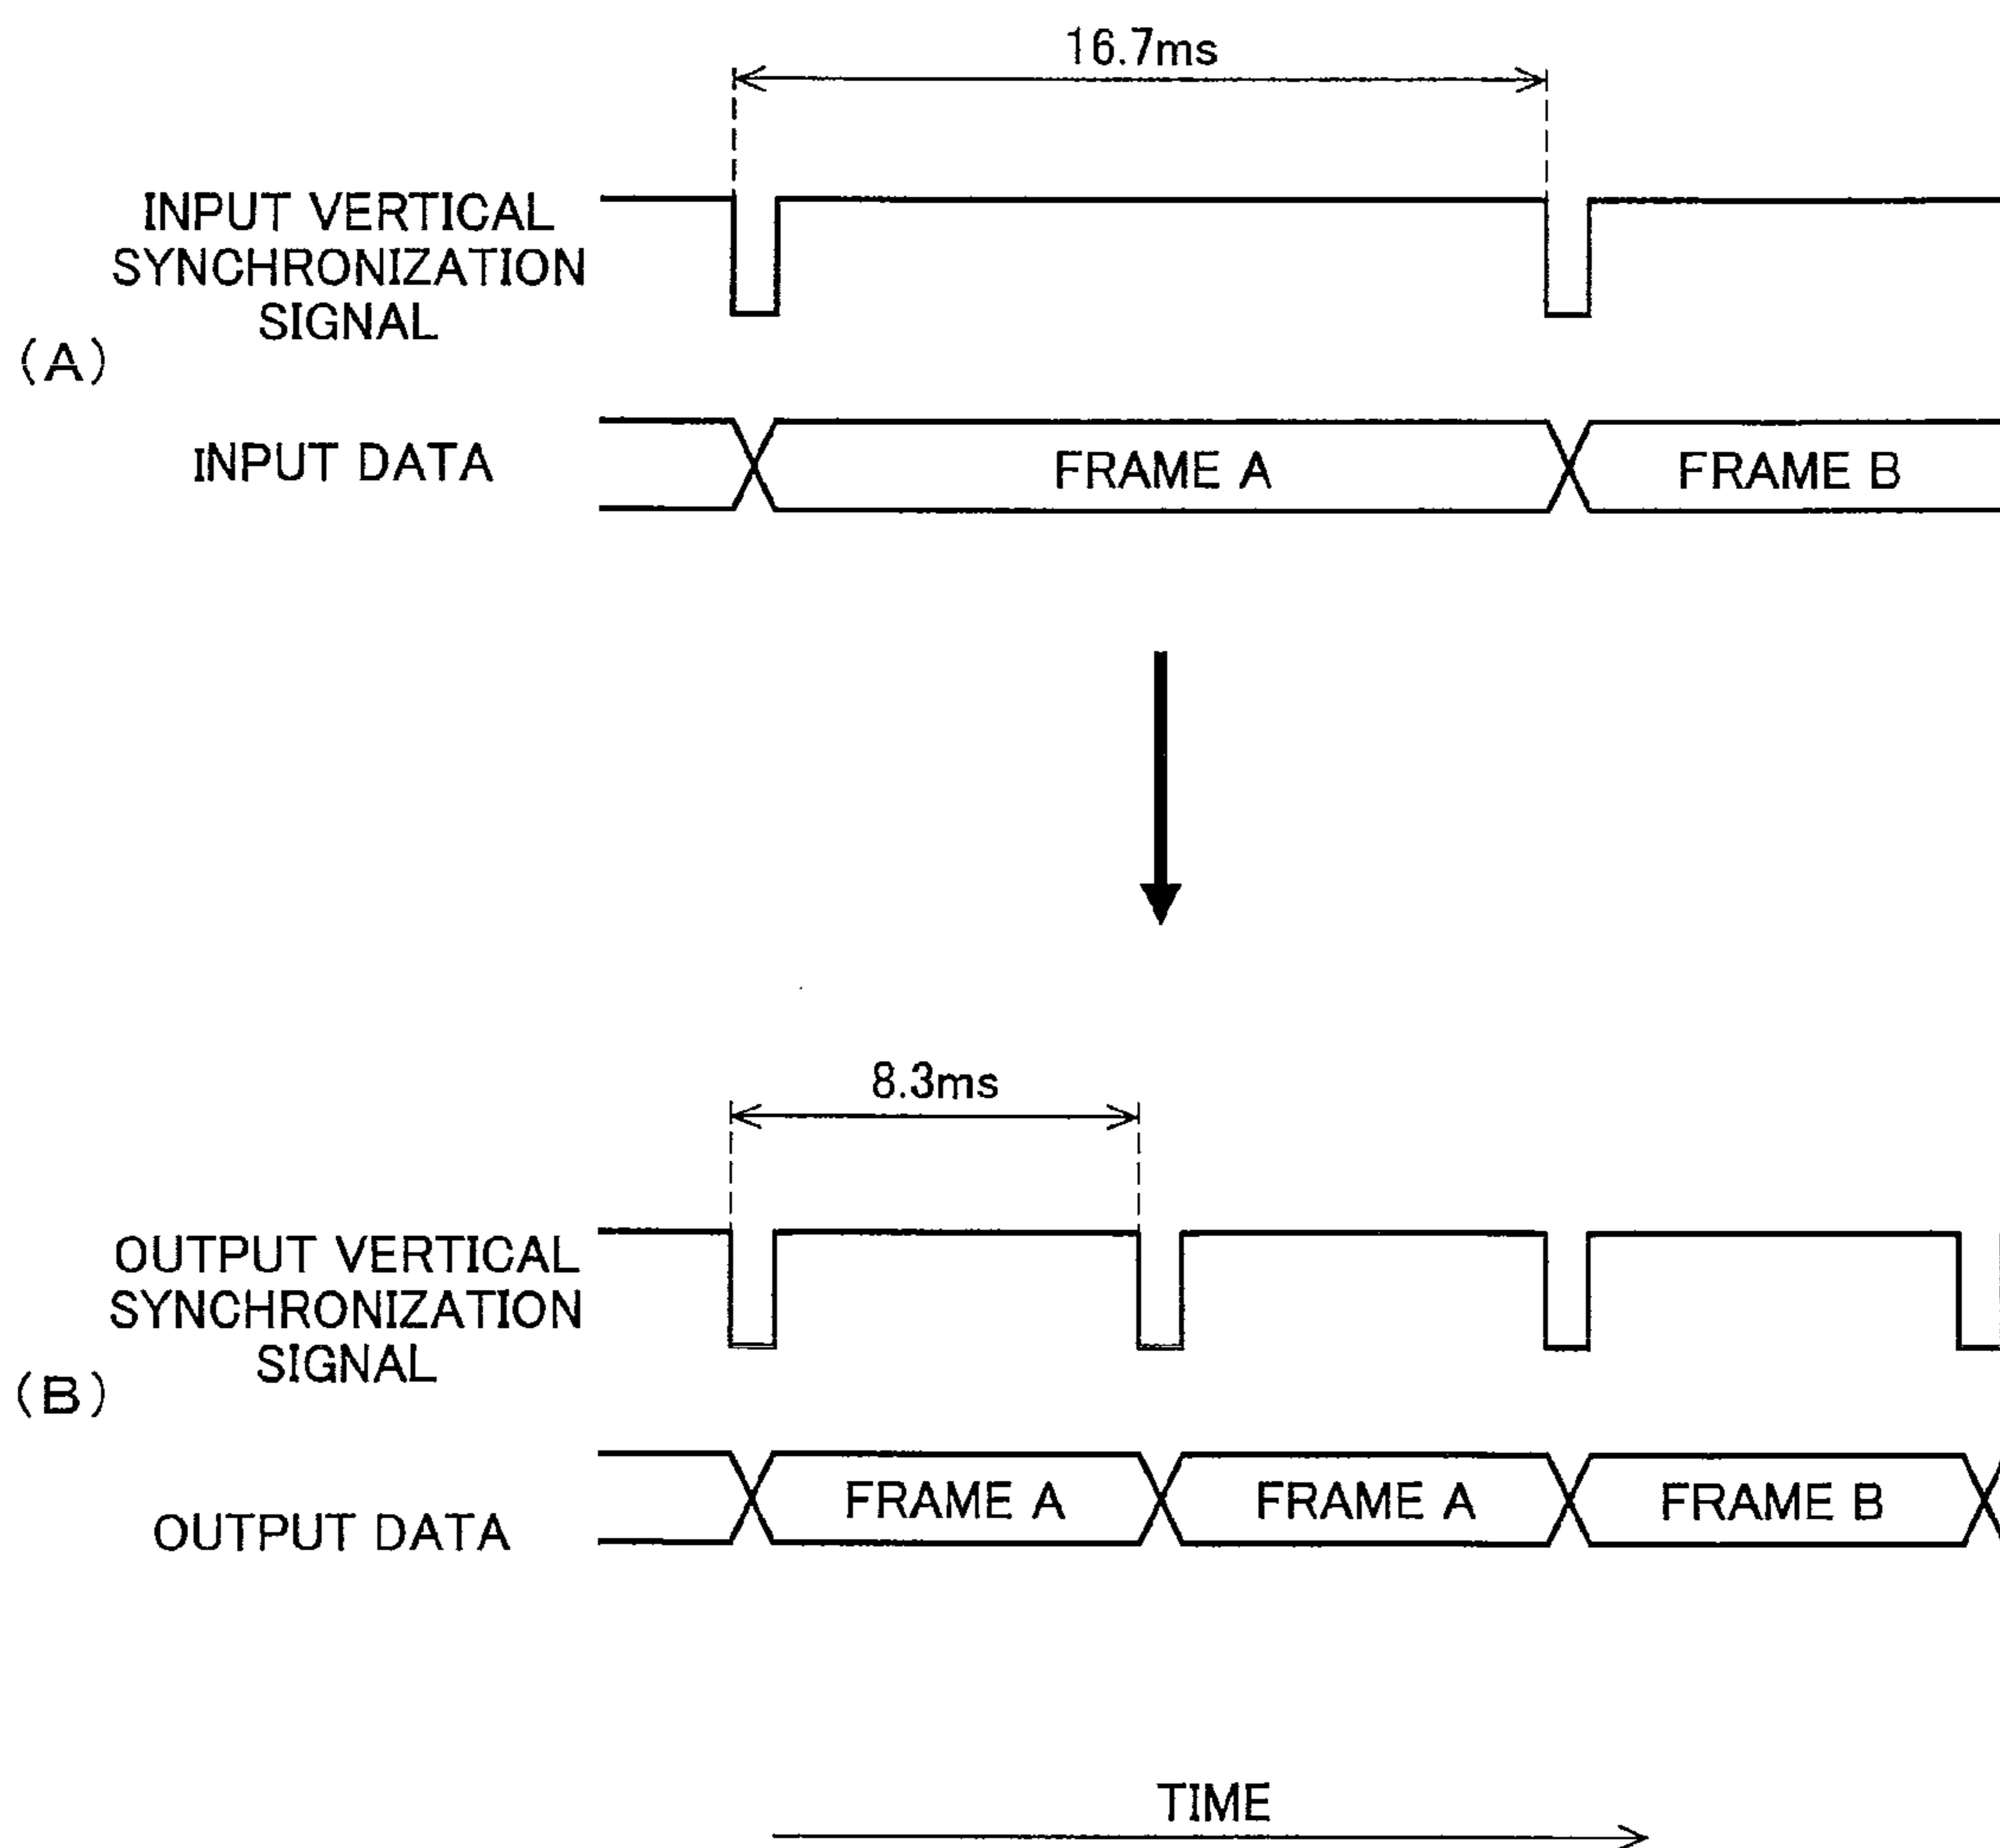 16.7ms
INPUT VERTICAL
SYNCHRONIZATION
SIGNAL
(A)
INPUT DATA
FRAME A
FRAME B
8.3ms
OUTPUT VERTICAL
SYNCHRONIZATION
SIGNAL
(B)
OUTPUT DATA
FRAME A
FRAME A
FRAME B
TIME